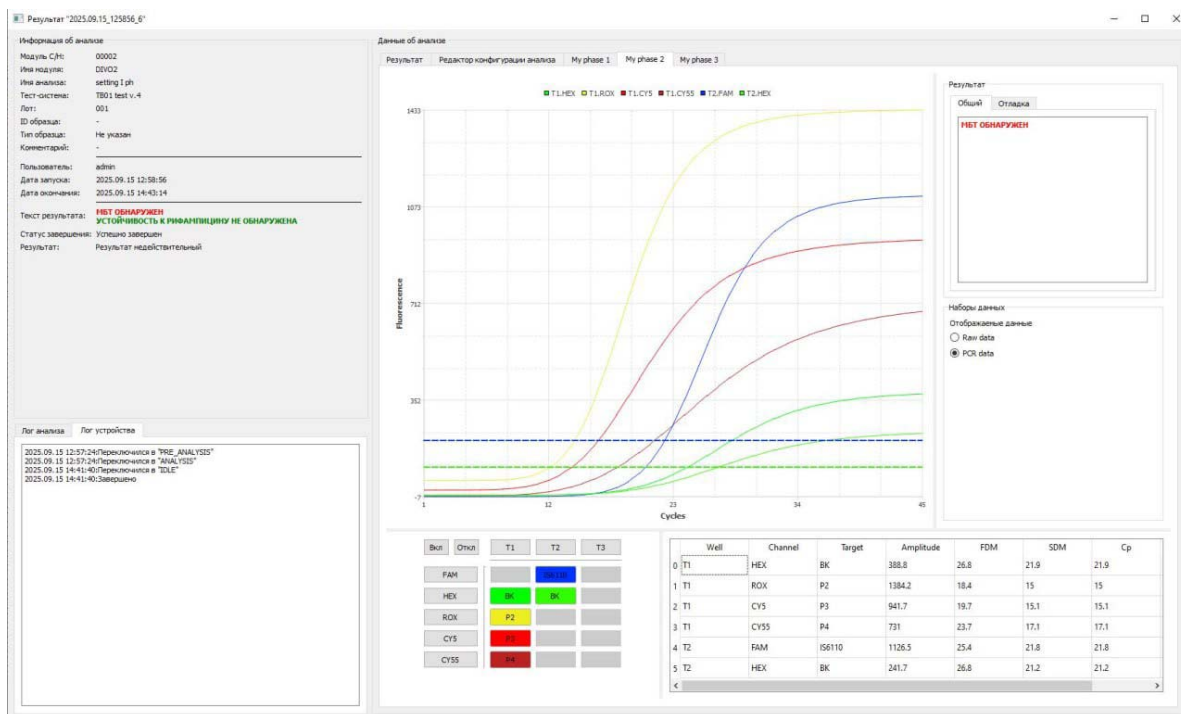 Результат "2025.09.15_125856_6"
Информация об анализе
Модуль С/Н: 00002
Имя модуля: DIVO2
Имя анализа: setting I ph
Тест-система: TB01 test v..4
Лот: 001
ID образца: -
Тип образца: Не указан
Комментарий: -
Пользователь: admin
Дата запуска: 2025.09.15 12:58:56
Дата окончания: 2025.09.15 14:43:14
Текст результата: МБТ ОБНАРУЖЕН
УСТОЙЧИВОСТЬ К РИФАМПИЦИНУ НЕ ОБНАРУЖЕНА
Статус завершения: Успешно завершен
Результат: Результат недействительный
Лог анализа Лог устройства
2025.09.15 12:57:24:Переключился в "PRE_ANALYSIS"
2025.09.15 12:57:24:Переключился в "ANALYSIS"
2025.09.15 14:41:40:Переключился в "IDLE"
2025.09.15 14:41:40:Завершено
Данные об анализе
Результат Редактор конфигурации анализа My phase 1 My phase 2 My phase 3
T1.HEX T1.ROX T1.CY5 T1.CY55 T2.FAM T2.HEX
1433
1073
712
352
-7
Fluorescence
1 12 23 34 45
Cycles
Результат
Общий Отладка
МБТ ОБНАРУЖЕН
Наборы данных
Отображаемые данные
Raw data
PCR data
Вкл Откл T1 T2 T3
FAM IS6110
HEX BK BK
ROX P2
CY5 P3
CY55 P4
Well Channel Target Amplitude FDM SDM Cp
0 T1 HEX BK 388.8 26.8 21.9 21.9
1 T1 ROX P2 1384.2 18.4 15 15
2 T1 CY5 P3 941.7 19.7 15.1 15.1
3 T1 CY55 P4 731 23.7 17.1 17.1
4 T2 FAM IS6110 1126.5 25.4 21.8 21.8
5 T2 HEX BK 241.7 26.8 21.2 21.2